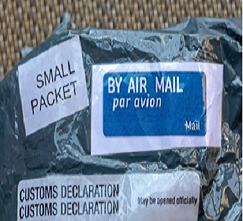 SMALL
PACKET
BY AIR MAIL
par avion
Mail
CUSTOMS DECLARATION
CUSTOMS DECLARATION
May be opened officially